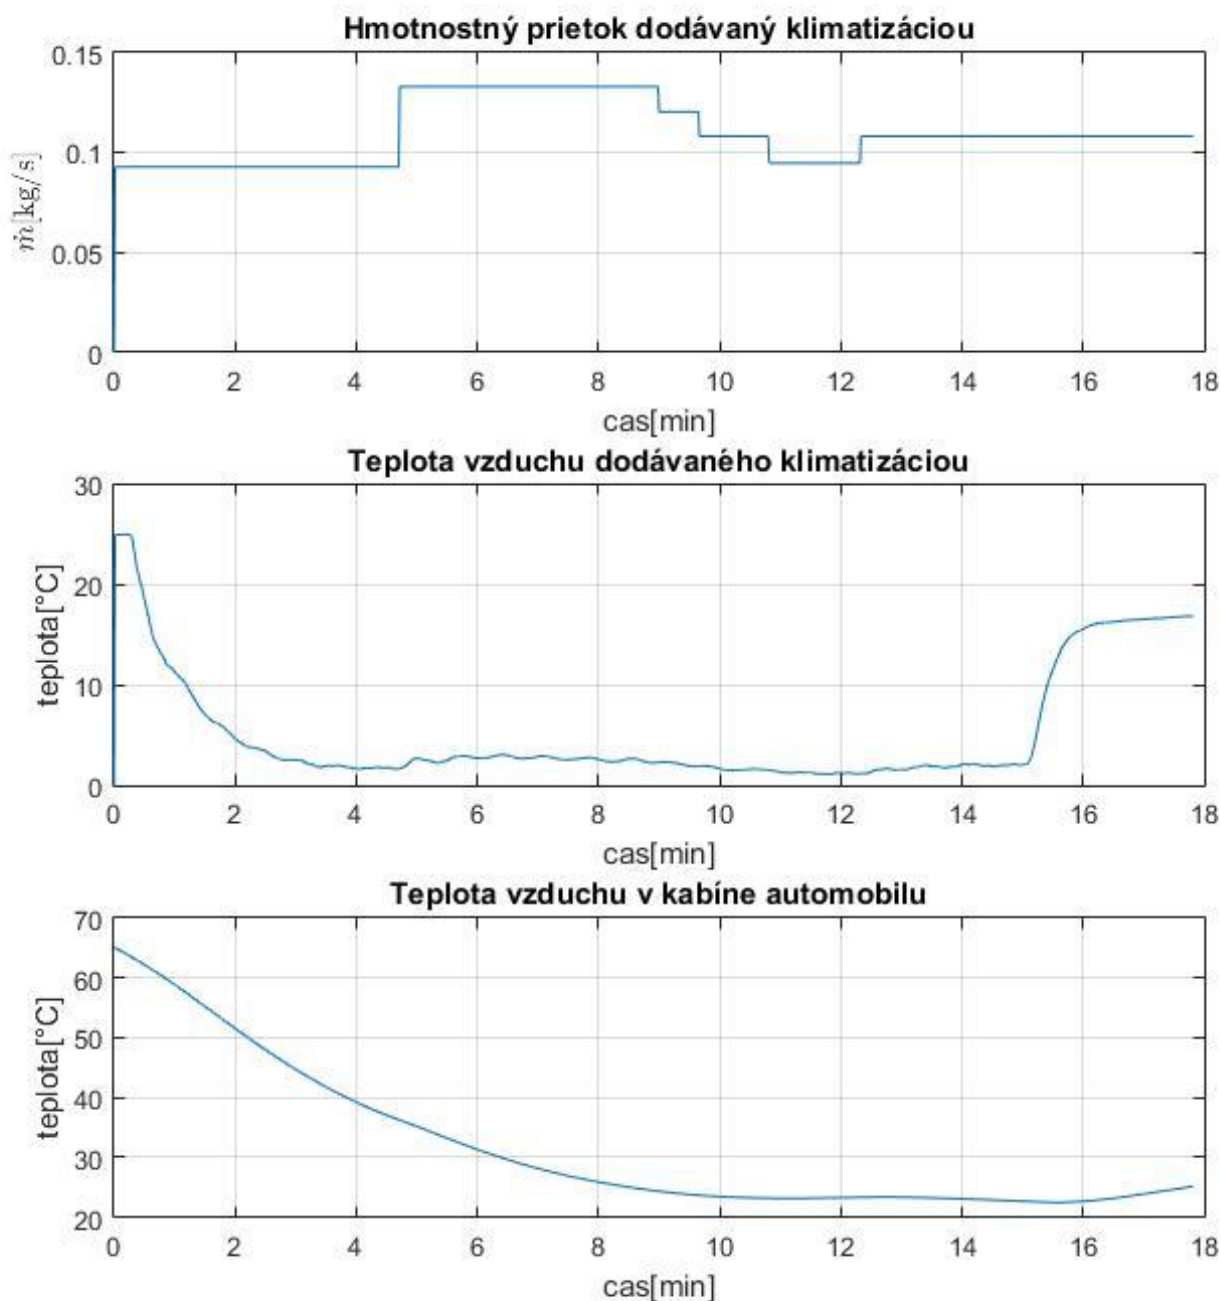 Hmotnostný prietok dodávaný klimatizáciou
0.15
0.1
0.05
0
ṁ[kg/s]
0 2 4 6 8 10 12 14 16 18
cas[min]
Teplota vzduchu dodávaného klimatizáciou
30
20
10
0
teplota[°C]
0 2 4 6 8 10 12 14 16 18
cas[min]
Teplota vzduchu v kabíne automobilu
70
60
50
40
30
20
teplota[°C]
0 2 4 6 8 10 12 14 16 18
cas[min]